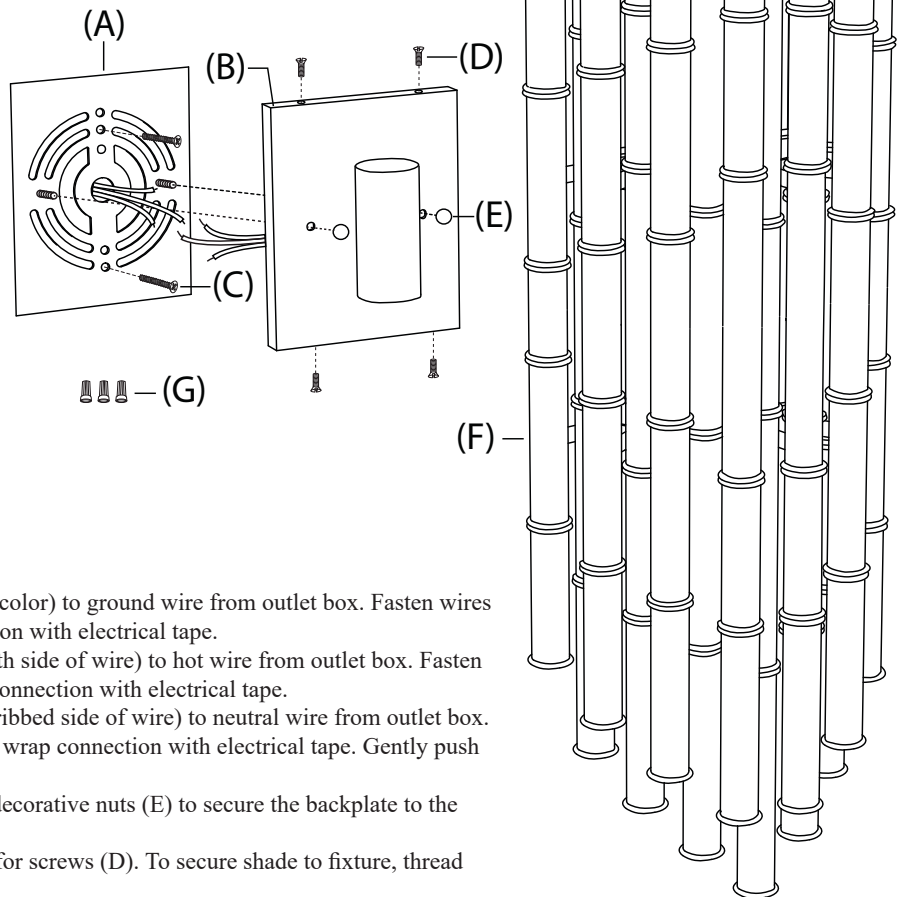 (A)
(B)
(D)
(E)
(C)
(G)
(F)
color) to ground wire from outlet box. Fasten wires
on with electrical tape.
th side of wire) to hot wire from outlet box. Fasten
connection with electrical tape.
ribbed side of wire) to neutral wire from outlet box.
wrap connection with electrical tape. Gently push
decorative nuts (E) to secure the backplate to the
for screws (D). To secure shade to fixture, thread